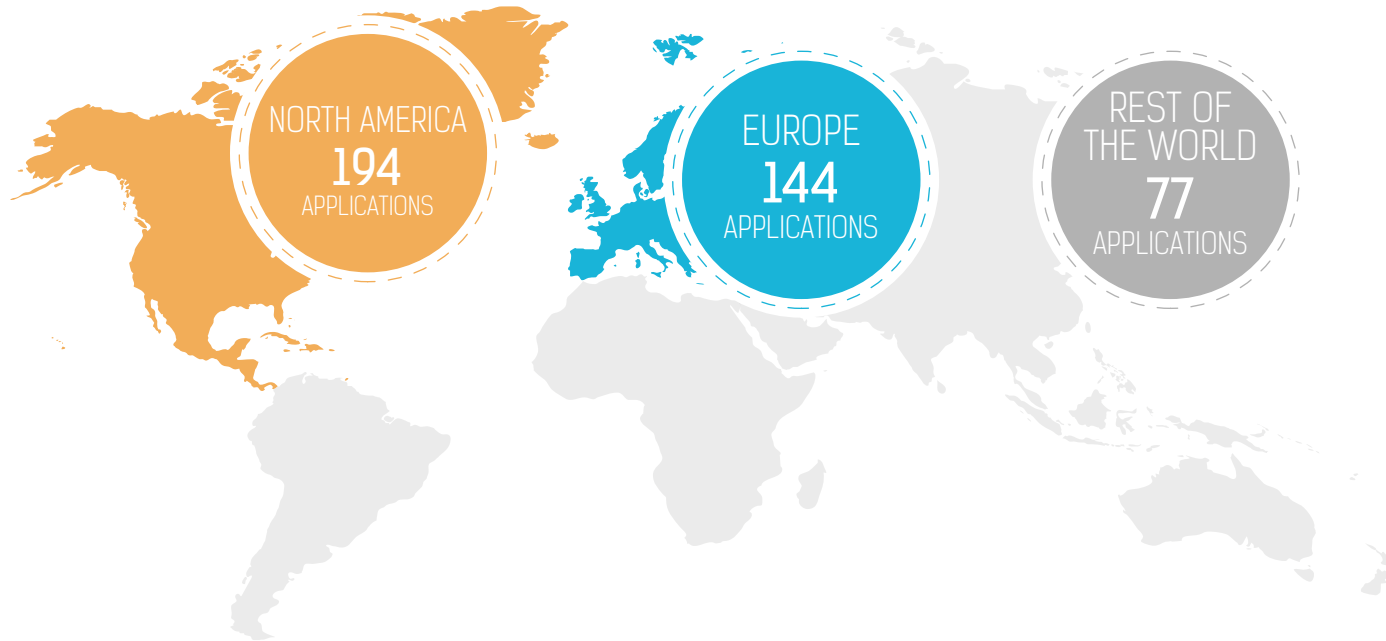 NORTH AMERICA
194
APPLICATIONS
EUROPE
144
APPLICATIONS
REST OF
THE WORLD
77
APPLICATIONS